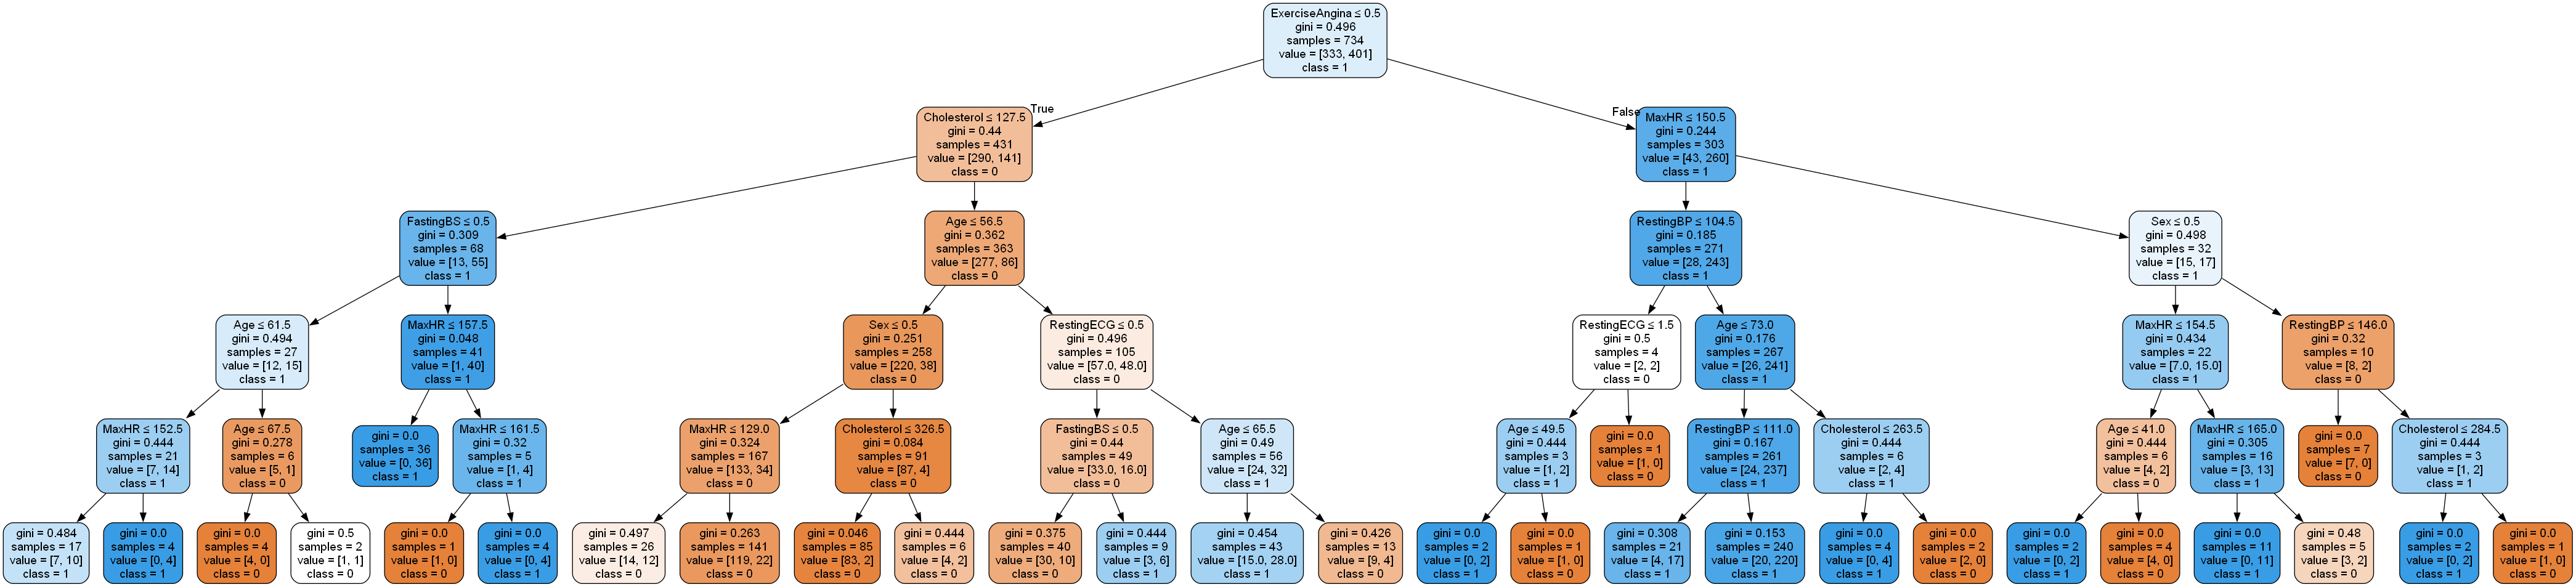 ExerciseAngina ≤ 0.5
gini = 0.496
samples = 734
value = [333, 401]
class = 1
True
False
Cholesterol ≤ 127.5
gini = 0.44
samples = 431
value = [290, 141]
class = 0
MaxHR ≤ 150.5
gini = 0.244
samples = 303
value = [43, 260]
class = 1
FastingBS ≤ 0.5
gini = 0.309
samples = 68
value = [13, 55]
class = 1
Age ≤ 56.5
gini = 0.362
samples = 363
value = [277, 86]
class = 0
RestingBP ≤ 104.5
gini = 0.185
samples = 271
value = [28, 243]
class = 1
Sex ≤ 0.5
gini = 0.498
samples = 32
value = [15, 17]
class = 1
Age ≤ 61.5
gini = 0.494
samples = 27
value = [12, 15]
class = 1
MaxHR ≤ 157.5
gini = 0.048
samples = 41
value = [1, 40]
class = 1
Sex ≤ 0.5
gini = 0.251
samples = 258
value = [220, 38]
class = 0
RestingECG ≤ 0.5
gini = 0.496
samples = 105
value = [57.0, 48.0]
class = 0
RestingECG ≤ 1.5
gini = 0.5
samples = 4
value = [2, 2]
class = 0
Age ≤ 73.0
gini = 0.176
samples = 267
value = [26, 241]
class = 1
MaxHR ≤ 154.5
gini = 0.434
samples = 22
value = [7.0, 15.0]
class = 1
RestingBP ≤ 146.0
gini = 0.32
samples = 10
value = [8, 2]
class = 0
MaxHR ≤ 152.5
gini = 0.444
samples = 21
value = [7, 14]
class = 1
Age ≤ 67.5
gini = 0.278
samples = 6
value = [5, 1]
class = 0
gini = 0.0
samples = 36
value = [0, 36]
class = 1
MaxHR ≤ 161.5
gini = 0.32
samples = 5
value = [1, 4]
class = 1
MaxHR ≤ 129.0
gini = 0.324
samples = 167
value = [133, 34]
class = 0
Cholesterol ≤ 326.5
gini = 0.084
samples = 91
value = [87, 4]
class = 0
FastingBS ≤ 0.5
gini = 0.44
samples = 49
value = [33.0, 16.0]
class = 0
Age ≤ 65.5
gini = 0.49
samples = 56
value = [24, 32]
class = 1
Age ≤ 49.5
gini = 0.444
samples = 3
value = [1, 2]
class = 1
gini = 0.0
samples = 1
value = [1, 0]
class = 0
RestingBP ≤ 111.0
gini = 0.167
samples = 261
value = [24, 237]
class = 1
Cholesterol ≤ 263.5
gini = 0.444
samples = 6
value = [2, 4]
class = 1
Age ≤ 41.0
gini = 0.444
samples = 6
value = [4, 2]
class = 0
MaxHR ≤ 165.0
gini = 0.305
samples = 16
value = [3, 13]
class = 1
gini = 0.0
samples = 7
value = [7, 0]
class = 0
Cholesterol ≤ 284.5
gini = 0.444
samples = 3
value = [1, 2]
class = 1
gini = 0.484
samples = 17
value = [7, 10]
class = 1
gini = 0.0
samples = 4
value = [0, 4]
class = 1
gini = 0.0
samples = 4
value = [4, 0]
class = 0
gini = 0.5
samples = 2
value = [1, 1]
class = 0
gini = 0.0
samples = 1
value = [1, 0]
class = 0
gini = 0.0
samples = 4
value = [0, 4]
class = 1
gini = 0.497
samples = 26
value = [14, 12]
class = 0
gini = 0.263
samples = 141
value = [119, 22]
class = 0
gini = 0.046
samples = 85
value = [83, 2]
class = 0
gini = 0.444
samples = 6
value = [4, 2]
class = 0
gini = 0.375
samples = 40
value = [30, 10]
class = 0
gini = 0.444
samples = 9
value = [3, 6]
class = 1
gini = 0.454
samples = 43
value = [15.0, 28.0]
class = 1
gini = 0.426
samples = 13
value = [9, 4]
class = 0
gini = 0.0
samples = 2
value = [0, 2]
class = 1
gini = 0.0
samples = 1
value = [1, 0]
class = 0
gini = 0.308
samples = 21
value = [4, 17]
class = 1
gini = 0.153
samples = 240
value = [20, 220]
class = 1
gini = 0.0
samples = 4
value = [0, 4]
class = 1
gini = 0.0
samples = 2
value = [2, 0]
class = 0
gini = 0.0
samples = 2
value = [0, 2]
class = 1
gini = 0.0
samples = 4
value = [4, 0]
class = 0
gini = 0.0
samples = 11
value = [0, 11]
class = 1
gini = 0.48
samples = 5
value = [3, 2]
class = 0
gini = 0.0
samples = 2
value = [0, 2]
class = 1
gini = 0.0
samples = 1
value = [1, 0]
class = 0